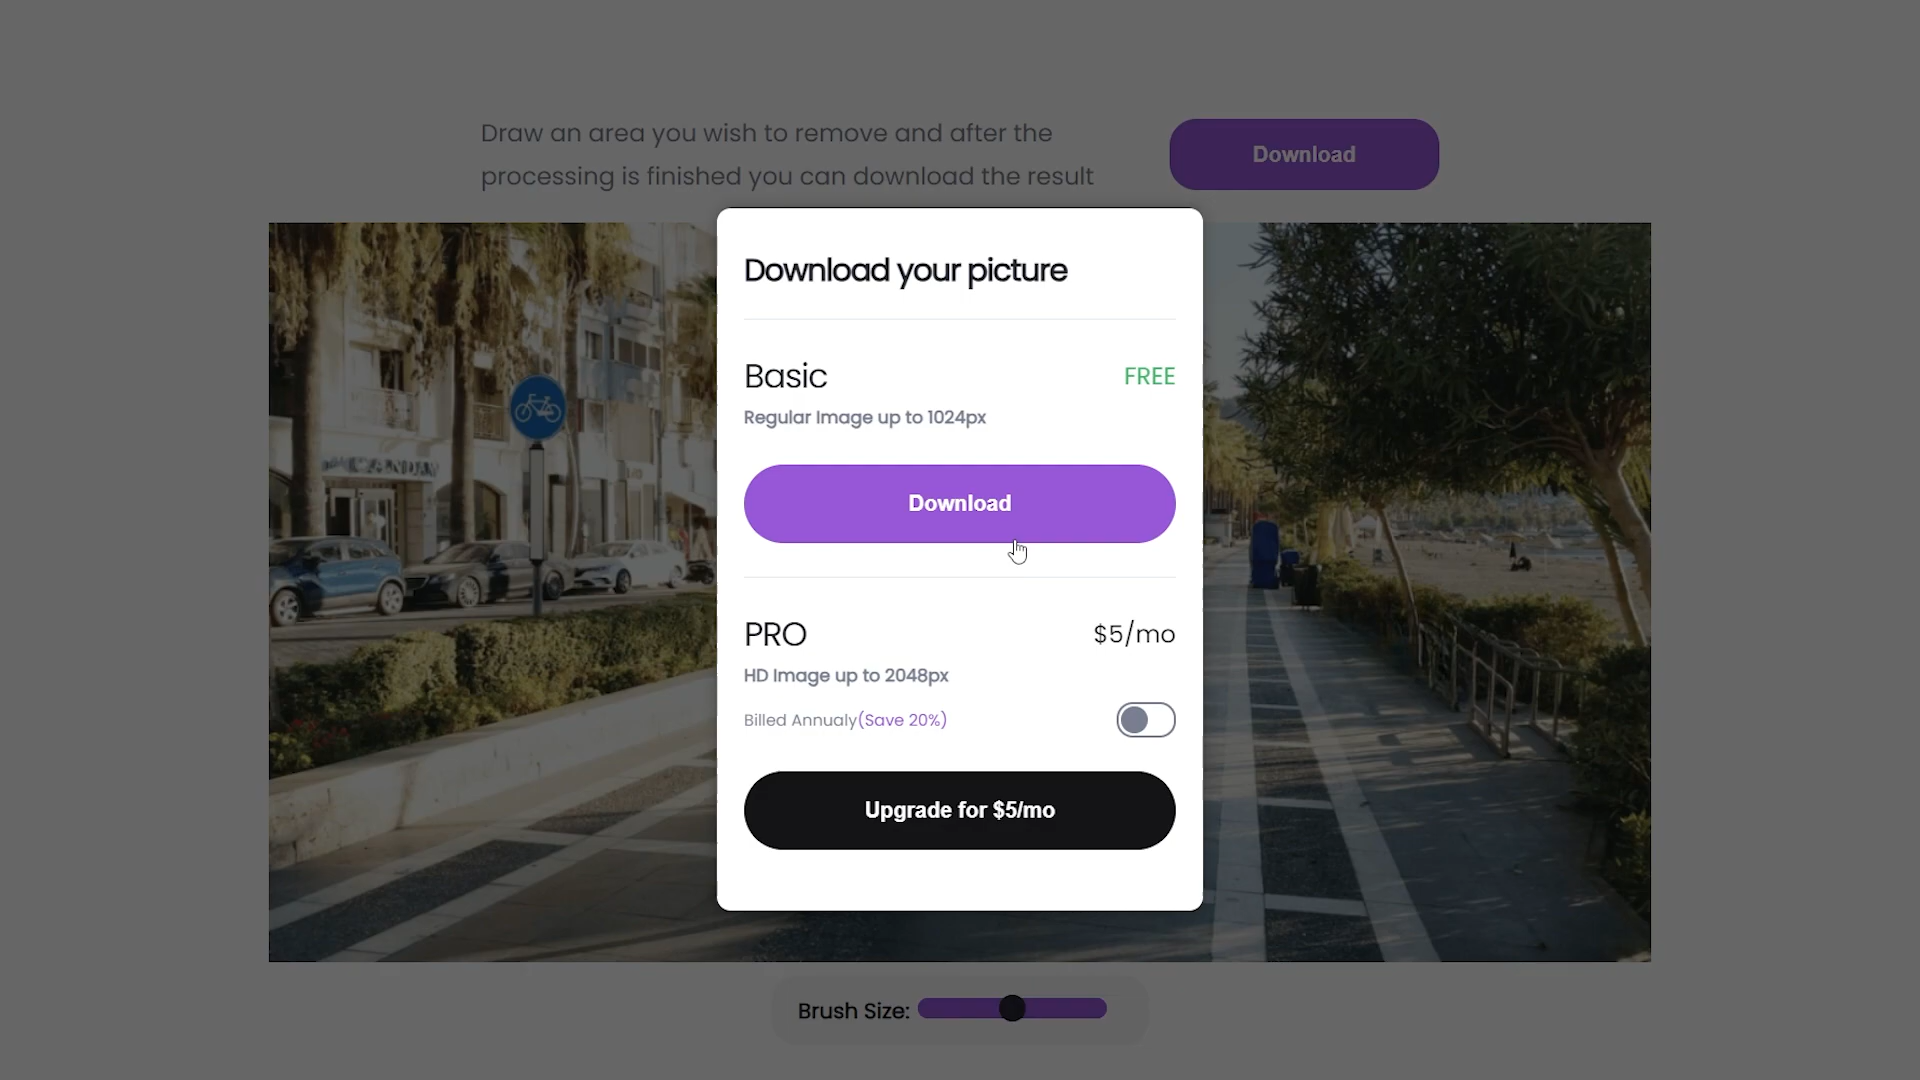 Draw an area you wish to remove and after the
processing is finished you can download the result
Download
Download your picture
Basic
FREE
Regular Image up to 1024px
Download
PRO
$5/mo
HD Image up to 2048px
Billed Annualy(Save 20%)
Upgrade for $5/mo
Brush Size: